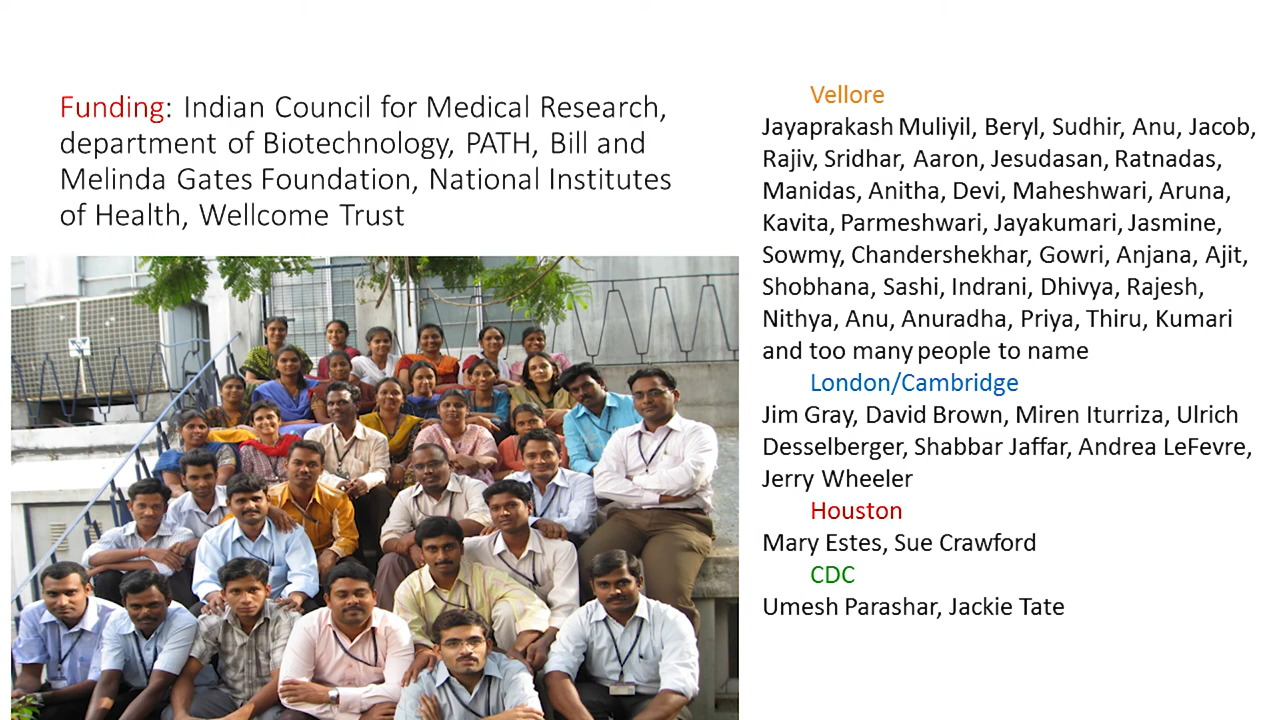 Funding: Indian Council for Medical Research,
department of Biotechnology, PATH, Bill and
Melinda Gates Foundation, National Institutes
of Health, Wellcome Trust
Vellore
Jayaprakash Muliyil, Beryl, Sudhir, Anu, Jacob,
Rajiv, Sridhar, Aaron, Jesudasan, Ratnadas,
Manidas, Anitha, Devi, Maheshwari, Aruna,
Kavita, Parmeshwari, Jayakumari, Jasmine,
Sowmy, Chandershekhar, Gowri, Anjana, Ajit,
Shobhana, Sashi, Indrani, Dhivya, Rajesh,
Nithya, Anu, Anuradha, Priya, Thiru, Kumari
and too many people to name
London/Cambridge
Jim Gray, David Brown, Miren Iturriza, Ulrich
Desselberger, Shabbar Jaffar, Andrea LeFevre,
Jerry Wheeler
Houston
Mary Estes, Sue Crawford
CDC
Umesh Parashar, Jackie Tate